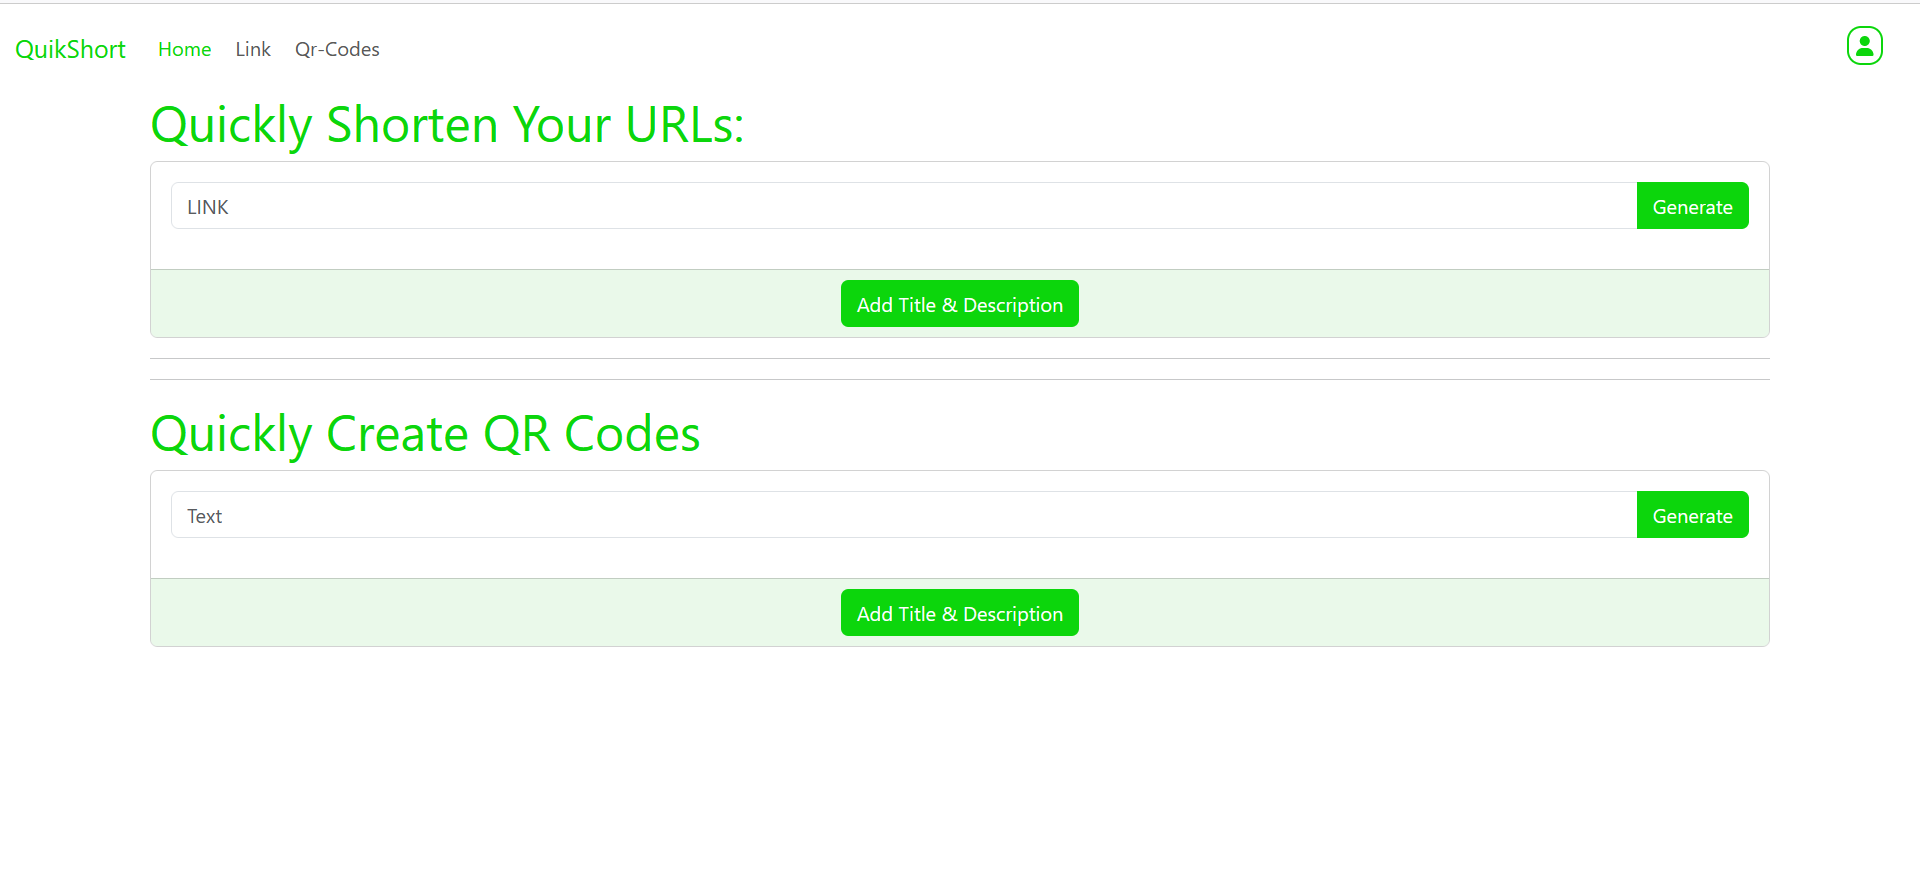 QuikShort Home Link Qr-Codes
Quickly Shorten Your URLs:
LINK Generate
Add Title & Description
Quickly Create QR Codes
Text Generate
Add Title & Description